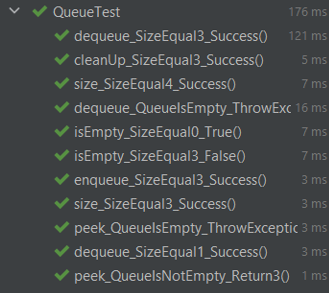 QueueTest 176 ms
dequeue_SizeEqual3_Success() 121 ms
cleanUp_SizeEqual3_Success() 5 ms
size_SizeEqual4_Success() 7 ms
dequeue_QueueIsEmpty_ThrowExc 16 ms
isEmpty_SizeEqual0_True() 7 ms
isEmpty_SizeEqual3_False() 7 ms
enqueue_SizeEqual3_Success() 3 ms
size_SizeEqual3_Success() 3 ms
peek_QueueIsEmpty_ThrowExceptio 3 ms
dequeue_SizeEqual1_Success() 3 ms
peek_QueueIsNotEmpty_Return3() 1 ms